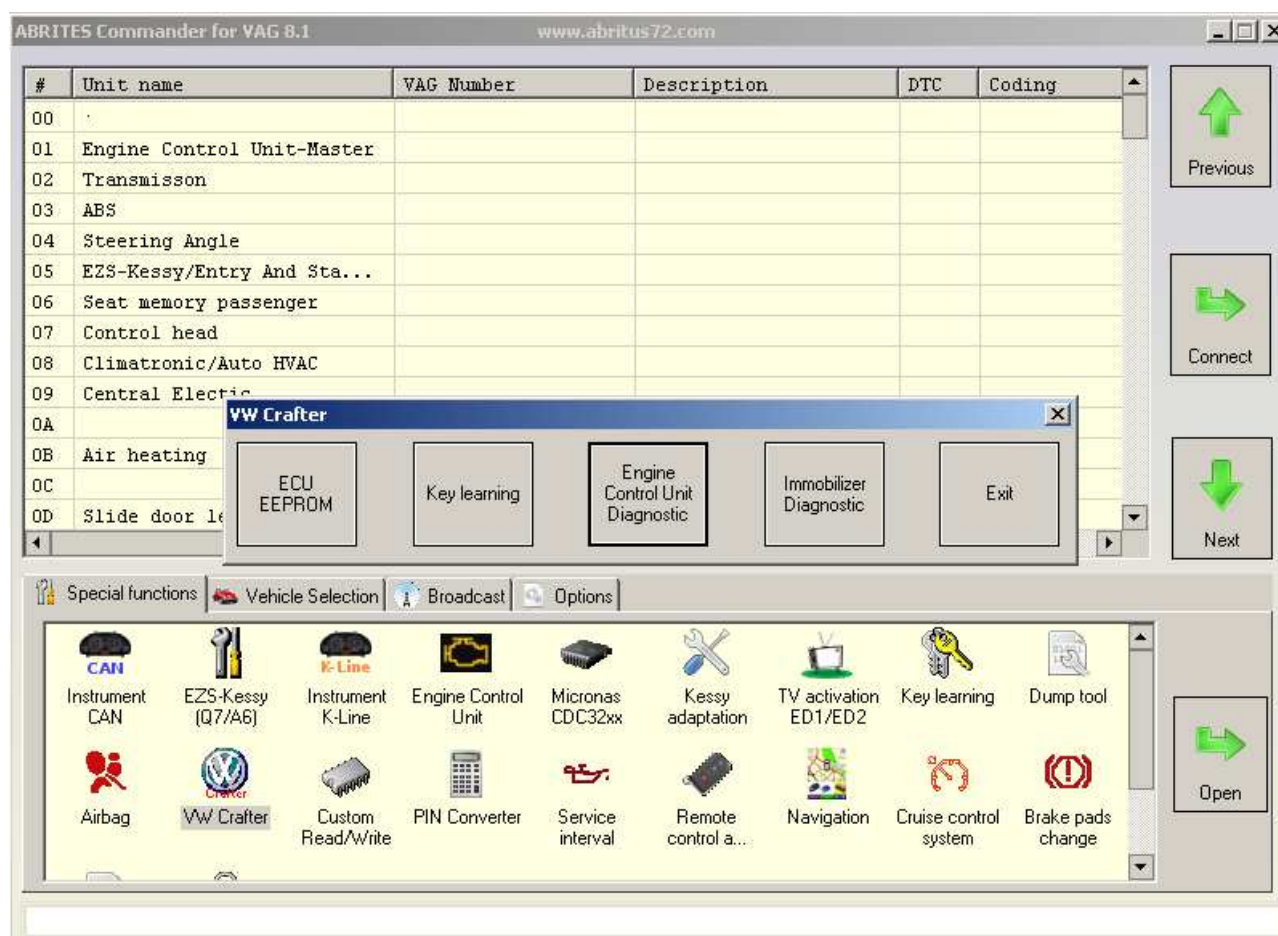 ABRITES Commander for VAG 8.1 www.abritus72.com
# Unit name VAG Number Description DTC Coding
00
01 Engine Control Unit-Master
02 Transmisson
03 ABS
04 Steering Angle
05 EZS-Kessy/Entry And Sta...
06 Seat memory passenger
07 Control head
08 Climatronic/Auto HVAC
09 Central Electic
0A
0B Air heating
0C
0D Slide door le
Previous
Connect
Next
VW Crafter
ECU
EEPROM
Key learning
Engine
Control Unit
Diagnostic
Immobilizer
Diagnostic
Exit
Special functions Vehicle Selection Broadcast Options
CAN
Instrument
CAN
EZS-Kessy
(Q7/A6)
K-Line
Instrument
K-Line
Engine Control
Unit
Micronas
CDC32xx
Kessy
adaptation
TV activation
ED1/ED2
Key learning
Dump tool
Airbag
Crafter
VW Crafter
Custom
Read/Write
PIN Converter
Service
interval
Remote
control a...
Navigation
Cruise control
system
Brake pads
change
Open